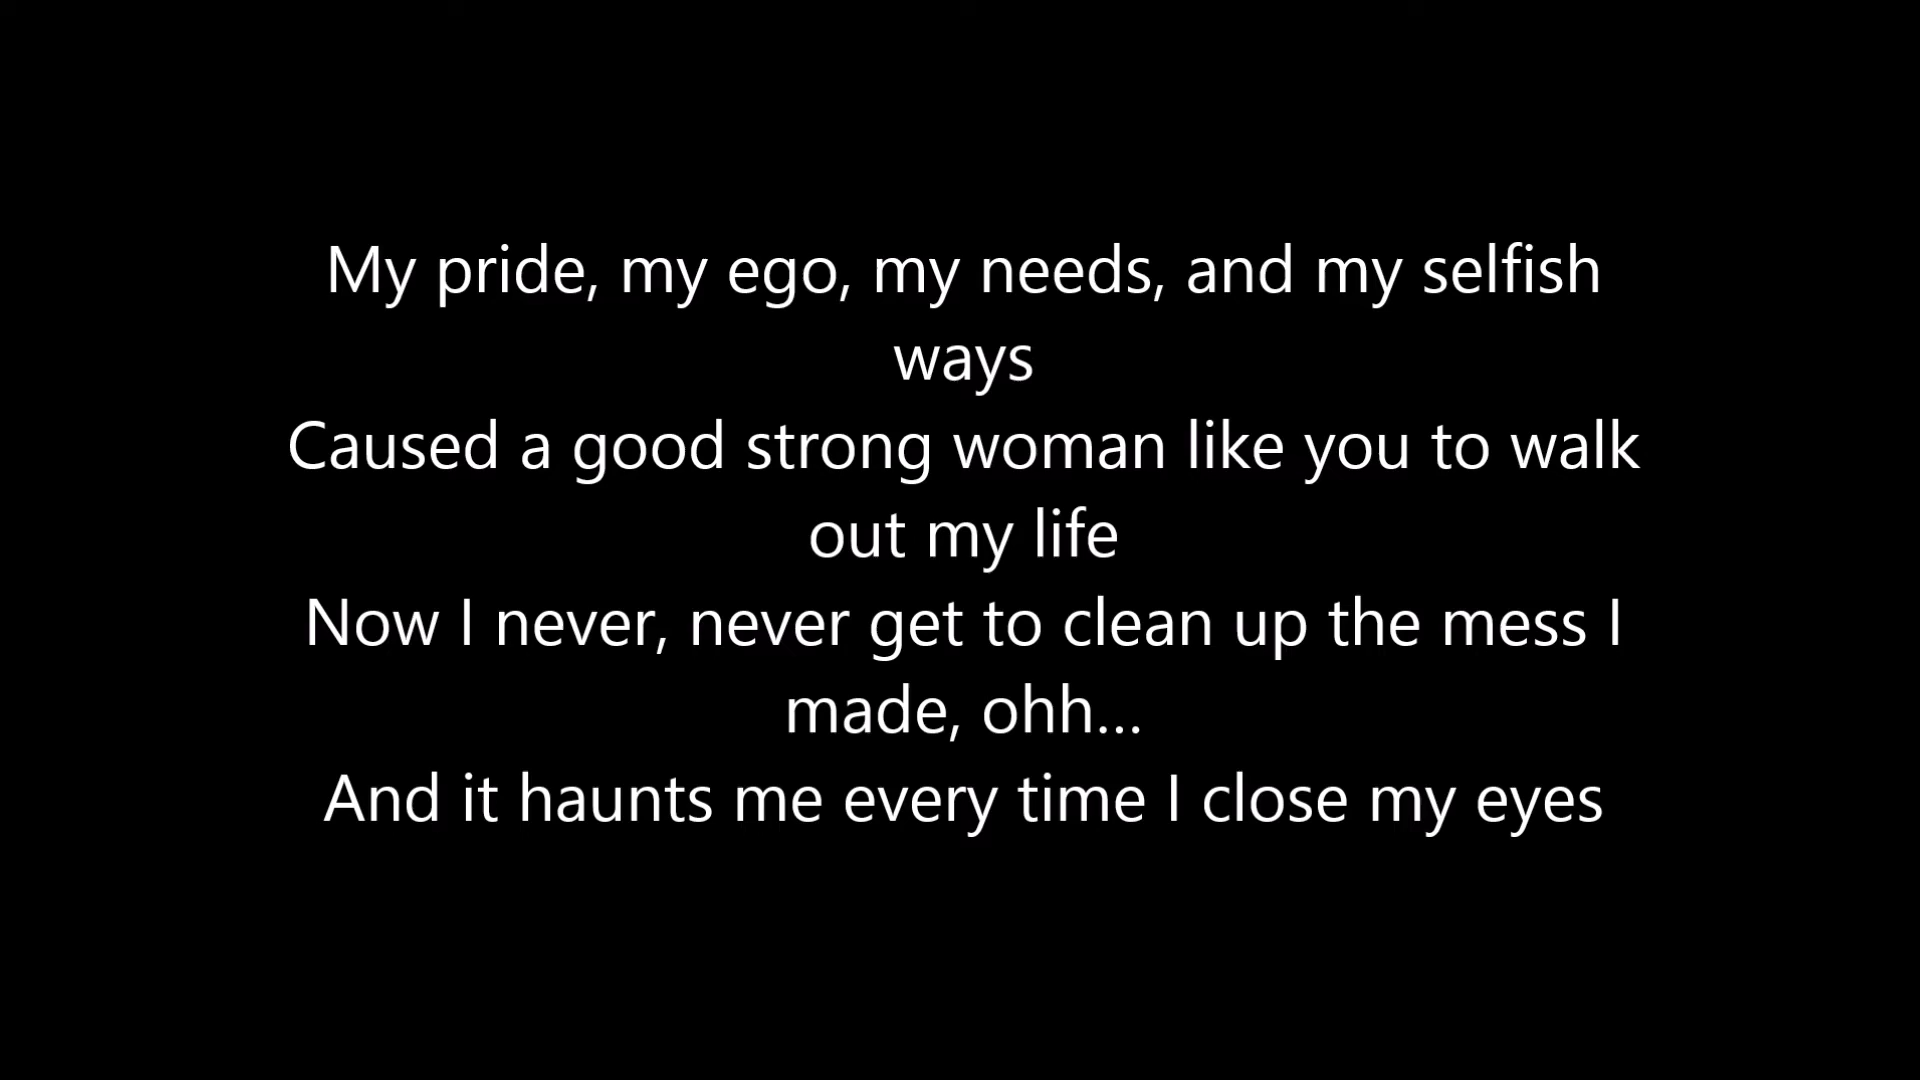 My pride, my ego, my needs, and my selfish
ways
Caused a good strong woman like you to walk
out my life
Now I never, never get to clean up the mess I
made, ohh...
And it haunts me every time I close my eyes